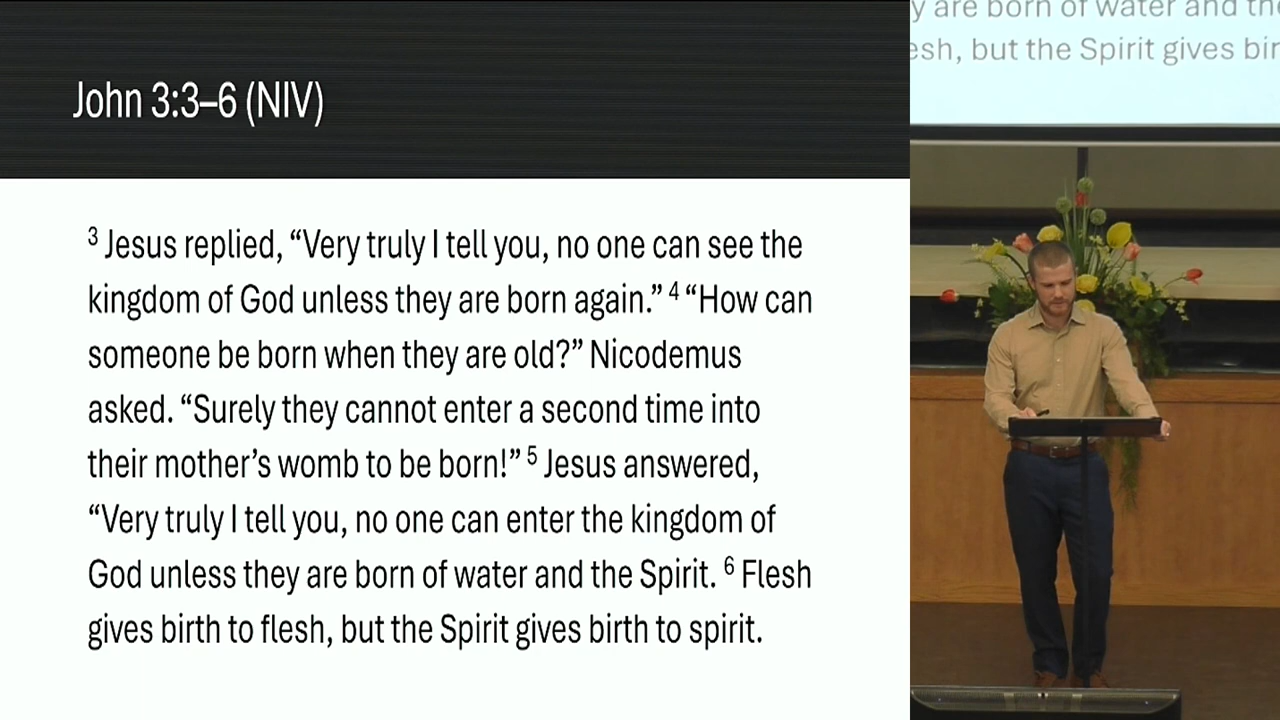 John 3:3–6 (NIV)
3 Jesus replied, “Very truly I tell you, no one can see the
kingdom of God unless they are born again.” 4 “How can
someone be born when they are old?” Nicodemus
asked. “Surely they cannot enter a second time into
their mother’s womb to be born!” 5 Jesus answered,
“Very truly I tell you, no one can enter the kingdom of
God unless they are born of water and the Spirit. 6 Flesh
gives birth to flesh, but the Spirit gives birth to spirit.
y are born of water and the
esh, but the Spirit gives bir